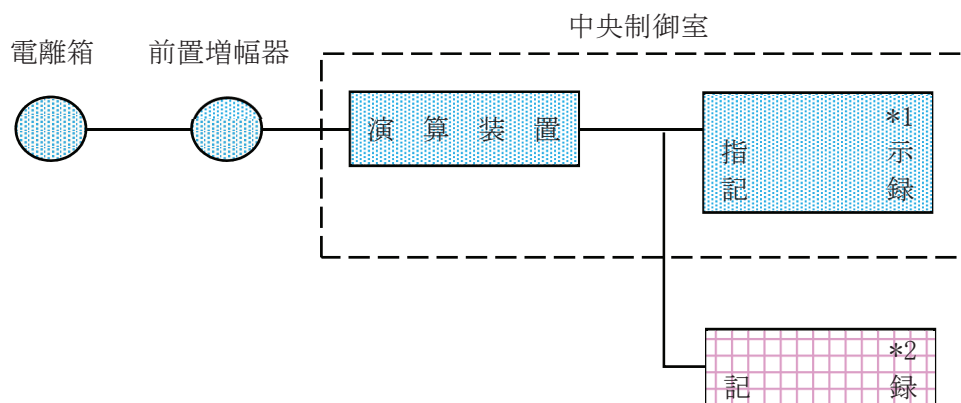 中央制御室
電離箱 前置増幅器
演算装置
*1
指示
記録
*2
記録